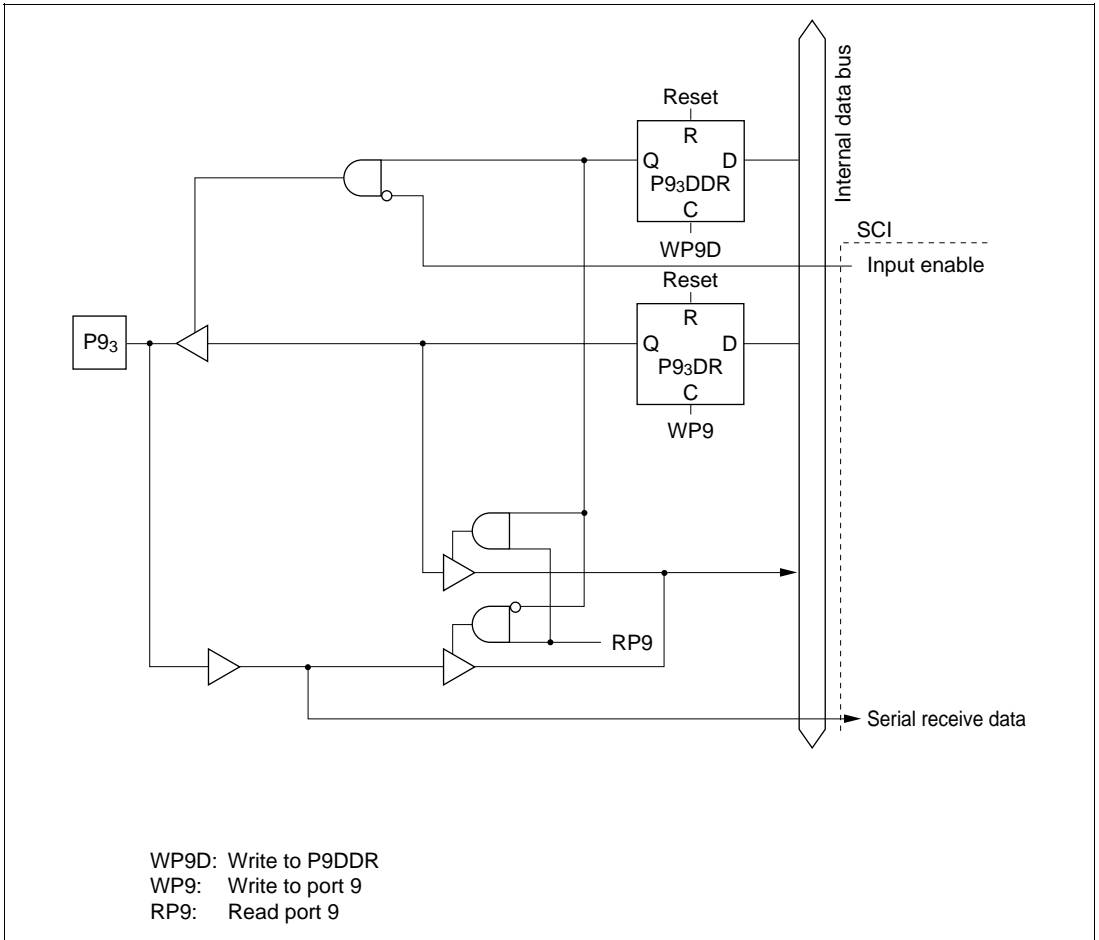 Internal data bus
Reset
R
Q D
P9₃DDR
C
WP9D
SCI
Input enable
Reset
R
Q D
P9₃DR
C
WP9
P9₃
RP9
Serial receive data
WP9D: Write to P9DDR
WP9: Write to port 9
RP9: Read port 9